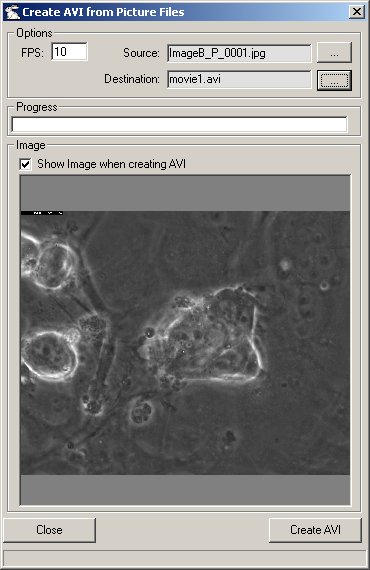 Create AVI from Picture Files
Options
FPS: 10 Source: ImageB_P_0001.jpg ...
Destination: movie1.avi ...
Progress
Image
Show Image when creating AVI
Close Create AVI